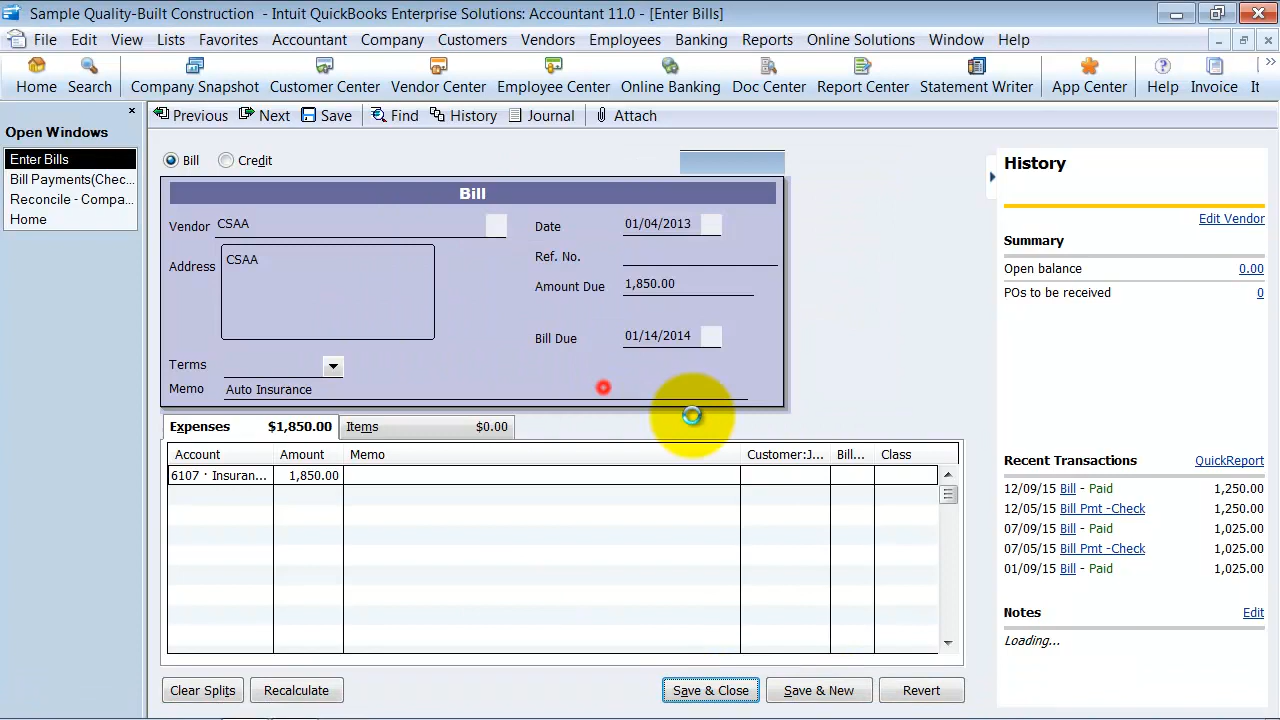 Sample Quality-Built Construction - Intuit QuickBooks Enterprise Solutions: Accountant 11.0 - [Enter Bills]
File Edit View Lists Favorites Accountant Company Customers Vendors Employees Banking Reports Online Solutions Window Help
Home Search Company Snapshot Customer Center Vendor Center Employee Center Online Banking Doc Center Report Center Statement Writer App Center Help Invoice It
Open Windows
Enter Bills
Bill Payments(Chec...
Reconcile - Compa...
Home
Previous Next Save Find History Journal Attach
Bill Credit
Bill
Vendor CSAA Date 01/04/2013
Address CSAA Ref. No.
Amount Due 1,850.00
Bill Due 01/14/2014
Terms
Memo Auto Insurance
Expenses $1,850.00 Items $0.00
Account Amount Memo Customer:J... Bill... Class
6107 · Insuran... 1,850.00
Clear Splits Recalculate Save & Close Save & New Revert
History
Edit Vendor
Summary
Open balance 0.00
POs to be received 0
Recent Transactions QuickReport
12/09/15 Bill - Paid 1,250.00
12/05/15 Bill Pmt -Check 1,250.00
07/09/15 Bill - Paid 1,025.00
07/05/15 Bill Pmt -Check 1,025.00
01/09/15 Bill - Paid 1,025.00
Notes Edit
Loading...